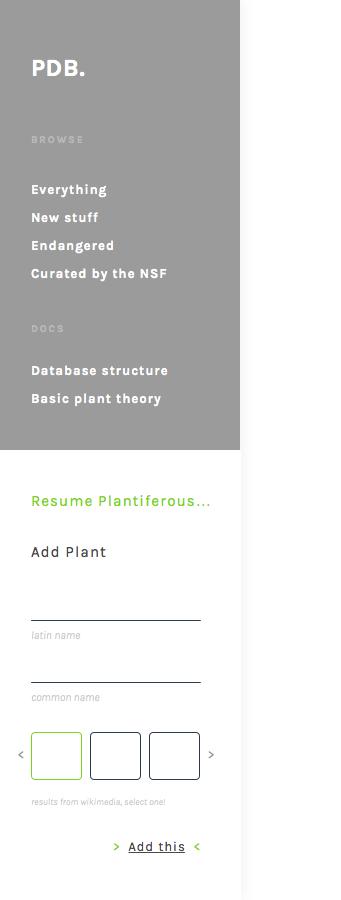 PDB.
BROWSE
Everything
New stuff
Endangered
Curated by the NSF
DOCS
Database structure
Basic plant theory
Resume Plantiferous...
Add Plant
latin name
common name
< >
results from wikimedia, select one!
> Add this <